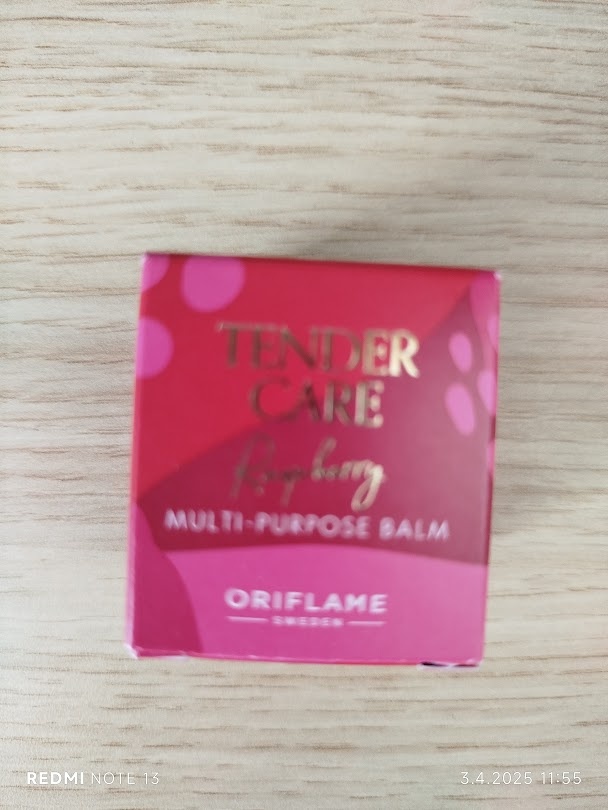 TENDER
CARE
Raspberry
MULTI-PURPOSE BALM
ORIFLAME
SWEDEN
REDMI NOTE 13
3.4.2025 11:55